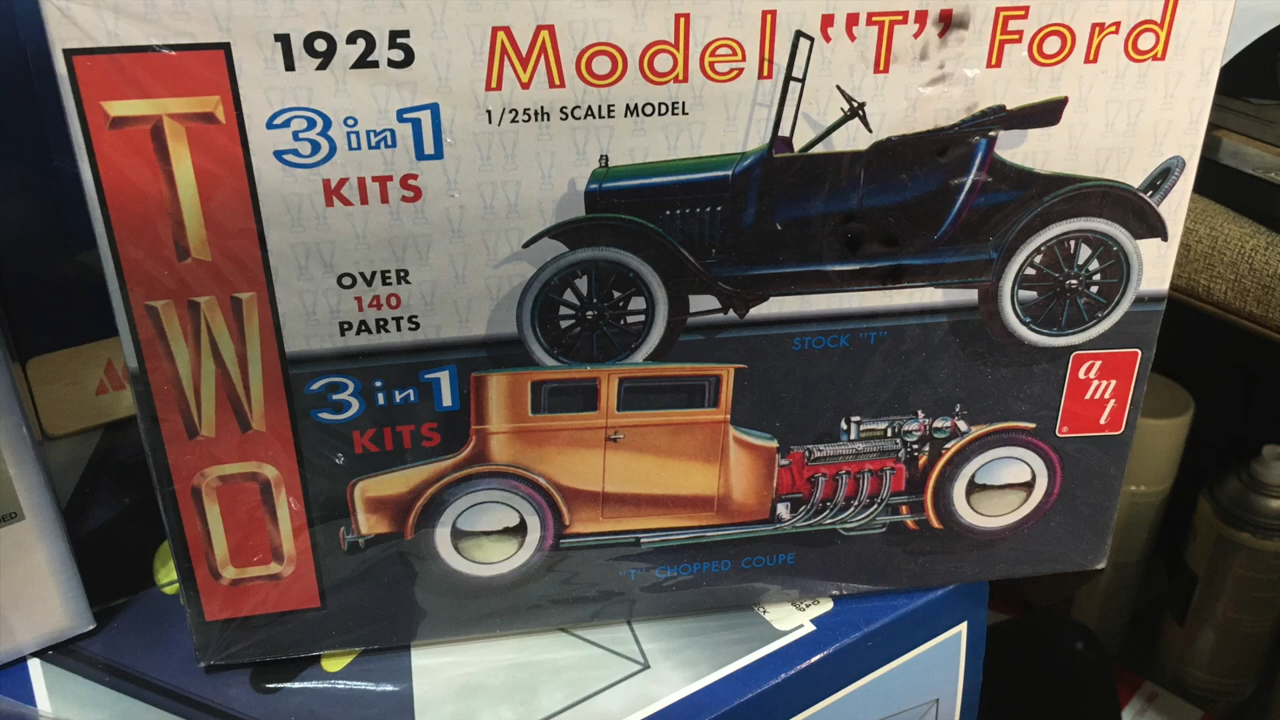 TWO
1925
3 in 1
KITS
OVER
140
PARTS
Model "T" Ford
1/25th SCALE MODEL
STOCK "T"
amt
®
3 in 1
KITS
"T" CHOPPED COUPE